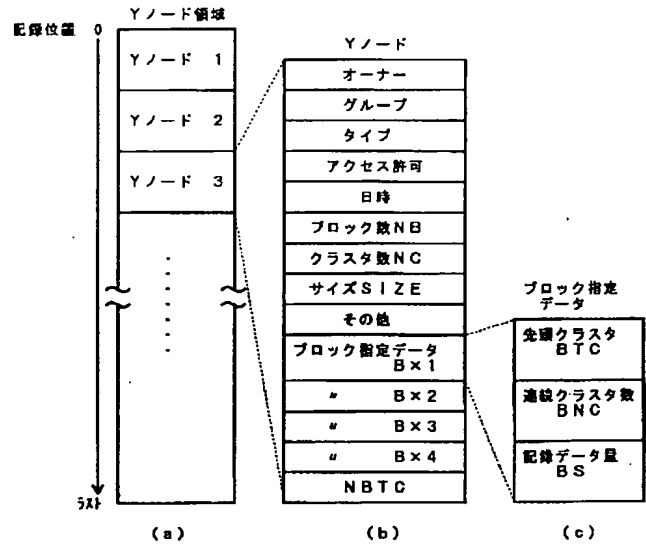 Yノード領域
記録位置 0
Yノード 1
Yノード 2
Yノード 3
ラスト
(a)
Yノード
オーナー
グループ
タイプ
アクセス許可
日時
ブロック数NB
クラスタ数NC
サイズSIZE
その他
ブロック指定データ
B×1
〃 B×2
〃 B×3
〃 B×4
NBTC
(b)
ブロック指定
データ
先頭クラスタ
BTC
連続クラスタ数
BNC
記録データ量
BS
(c)